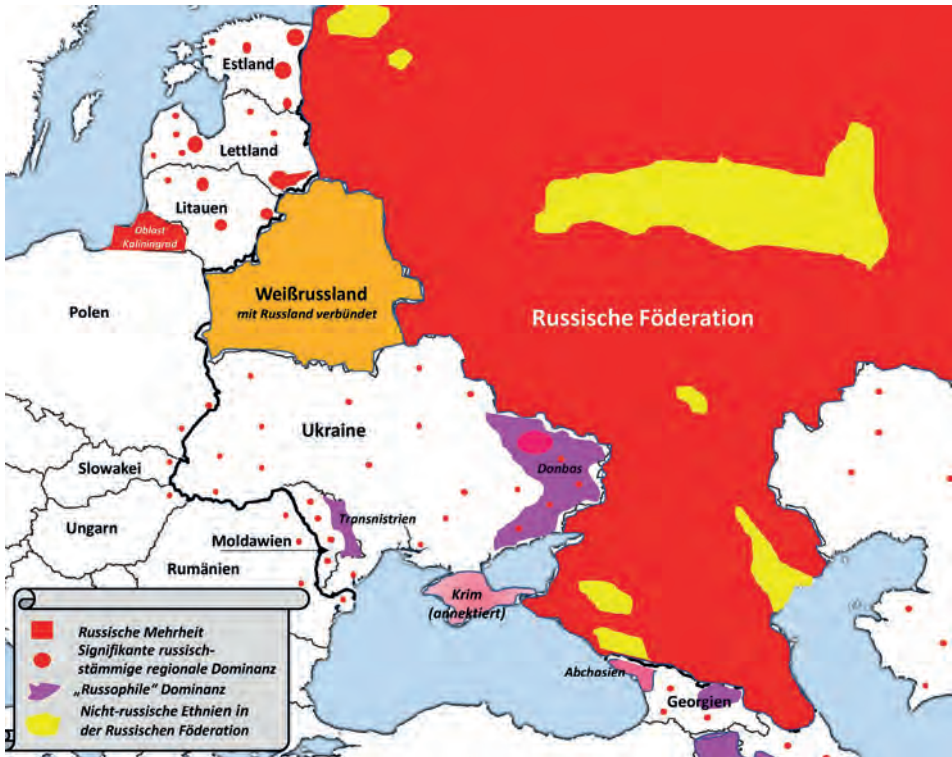 Estland
Lettland
Litauen
Oblast
Kaliningrad
Weißrussland
mit Russland verbündet
Polen
Russische Föderation
Ukraine
Donbas
Slowakei
Transnistrien
Ungarn
Moldawien
Rumänien
Krim
(annektiert)
Abchasien
Georgien
Russische Mehrheit
Signifikante russisch-
stämmige regionale Dominanz
„Russophile“ Dominanz
Nicht-russische Ethnien in
der Russischen Föderation